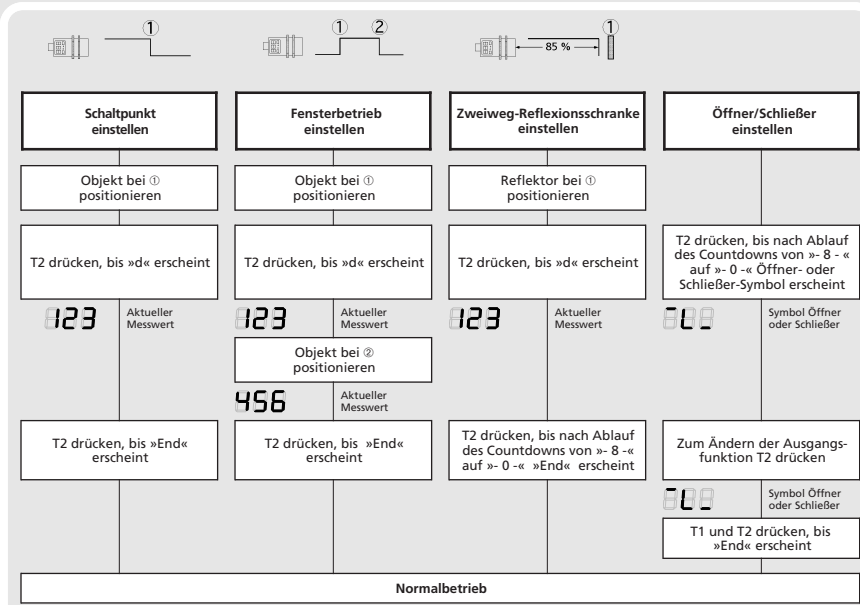 ①
① ②
85 %
①
Schaltpunkt
einstellen
Objekt bei ①
positionieren
T2 drücken, bis »d« erscheint
123
Aktueller
Messwert
T2 drücken, bis »End«
erscheint
Fensterbetrieb
einstellen
Objekt bei ①
positionieren
T2 drücken, bis »d« erscheint
123
Aktueller
Messwert
Objekt bei ②
positionieren
456
Aktueller
Messwert
T2 drücken, bis »End«
erscheint
Zweiweg-Reflexionsschranke
einstellen
Reflektor bei ①
positionieren
T2 drücken, bis »d« erscheint
123
Aktueller
Messwert
T2 drücken, bis nach Ablauf
des Countdowns von »- 8 -«
auf »- 0 -« »End« erscheint
Öffner/Schließer
einstellen
T2 drücken, bis nach Ablauf
des Countdowns von »- 8 - «
auf »- 0 -« Öffner- oder
Schließer-Symbol erscheint
Symbol Öffner
oder Schließer
Zum Ändern der Ausgangs-
funktion T2 drücken
Symbol Öffner
oder Schließer
T1 und T2 drücken, bis
»End« erscheint
Normalbetrieb